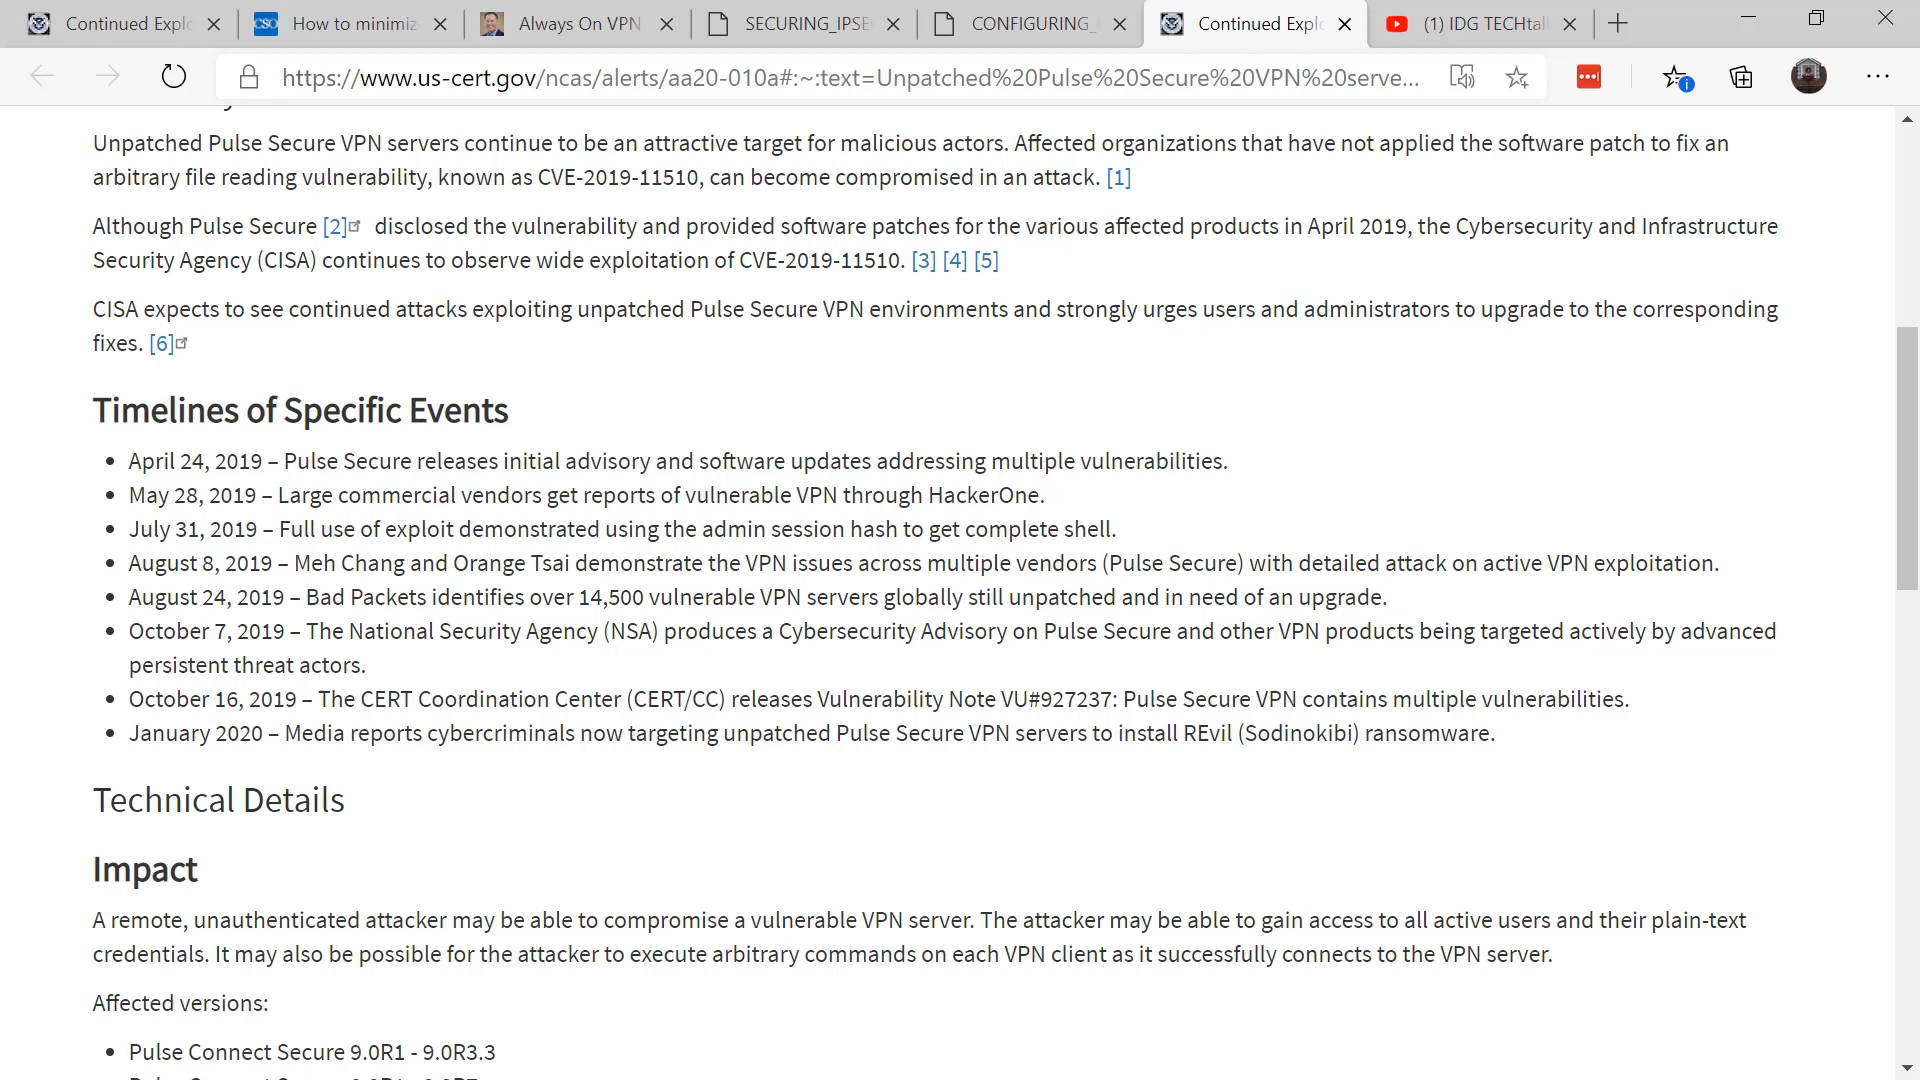 Continued Explo
How to minimiz
Always On VPN
SECURING_IPSE
CONFIGURING_
Continued Explo
(1) IDG TECHtal
https://www.us-cert.gov/ncas/alerts/aa20-010a#:~:text=Unpatched%20Pulse%20Secure%20VPN%20serve...
Unpatched Pulse Secure VPN servers continue to be an attractive target for malicious actors. Affected organizations that have not applied the software patch to fix an
arbitrary file reading vulnerability, known as CVE-2019-11510, can become compromised in an attack. [1]
Although Pulse Secure [2] disclosed the vulnerability and provided software patches for the various affected products in April 2019, the Cybersecurity and Infrastructure
Security Agency (CISA) continues to observe wide exploitation of CVE-2019-11510. [3] [4] [5]
CISA expects to see continued attacks exploiting unpatched Pulse Secure VPN environments and strongly urges users and administrators to upgrade to the corresponding
fixes. [6]
Timelines of Specific Events
• April 24, 2019 – Pulse Secure releases initial advisory and software updates addressing multiple vulnerabilities.
• May 28, 2019 – Large commercial vendors get reports of vulnerable VPN through HackerOne.
• July 31, 2019 – Full use of exploit demonstrated using the admin session hash to get complete shell.
• August 8, 2019 – Meh Chang and Orange Tsai demonstrate the VPN issues across multiple vendors (Pulse Secure) with detailed attack on active VPN exploitation.
• August 24, 2019 – Bad Packets identifies over 14,500 vulnerable VPN servers globally still unpatched and in need of an upgrade.
• October 7, 2019 – The National Security Agency (NSA) produces a Cybersecurity Advisory on Pulse Secure and other VPN products being targeted actively by advanced
persistent threat actors.
• October 16, 2019 – The CERT Coordination Center (CERT/CC) releases Vulnerability Note VU#927237: Pulse Secure VPN contains multiple vulnerabilities.
• January 2020 – Media reports cybercriminals now targeting unpatched Pulse Secure VPN servers to install REvil (Sodinokibi) ransomware.
Technical Details
Impact
A remote, unauthenticated attacker may be able to compromise a vulnerable VPN server. The attacker may be able to gain access to all active users and their plain-text
credentials. It may also be possible for the attacker to execute arbitrary commands on each VPN client as it successfully connects to the VPN server.
Affected versions:
• Pulse Connect Secure 9.0R1 - 9.0R3.3